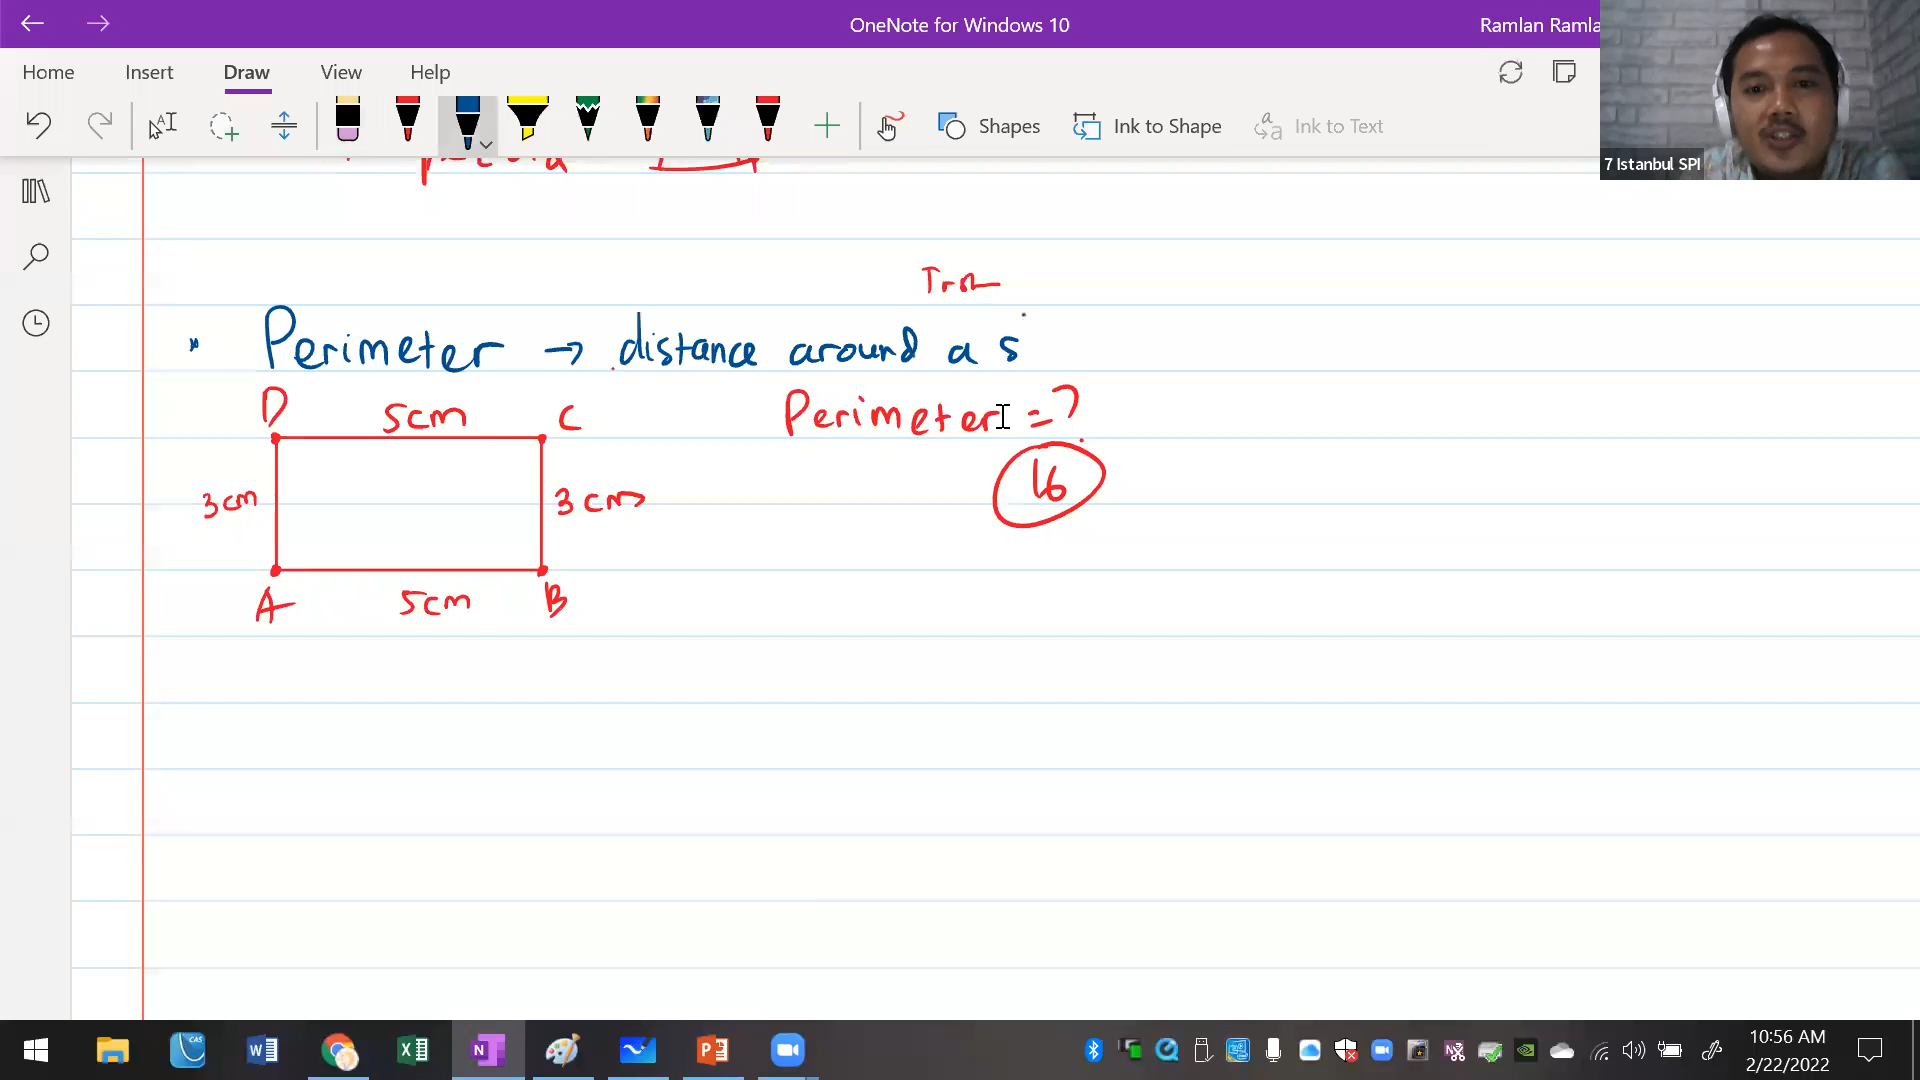 OneNote for Windows 10
Ramlan Ramla
Home Insert Draw View Help
Shapes Ink to Shape Ink to Text
7 Istanbul SPI
Perimeter → distance around a s
D 5cm C
Perimeter = ?
16
3cm 3cm
A 5cm B
10:56 AM
2/22/2022